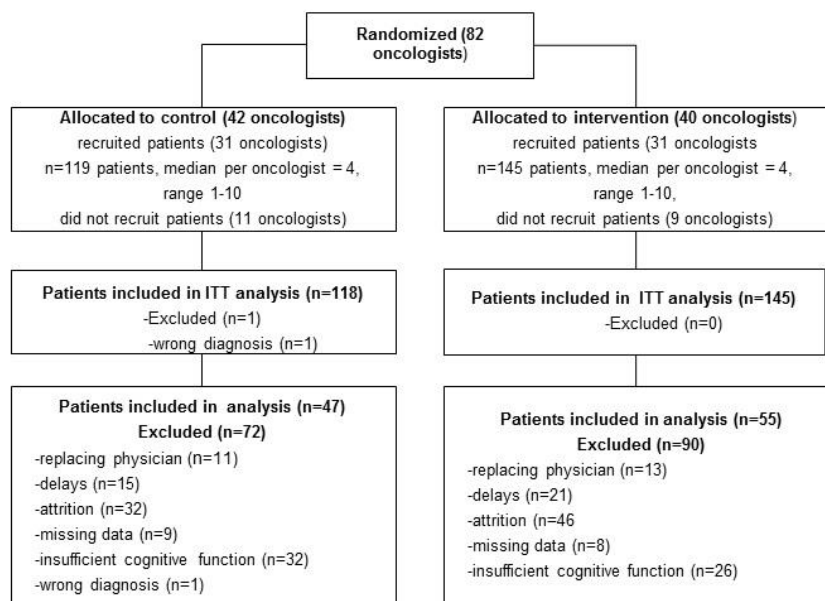 Randomized (82
oncologists)
Allocated to control (42 oncologists)
recruited patients (31 oncologists)
n=119 patients, median per oncologist = 4,
range 1-10
did not recruit patients (11 oncologists)
Allocated to intervention (40 oncologists)
recruited patients (31 oncologists
n=145 patients, median per oncologist = 4,
range 1-10,
did not recruit patients (9 oncologists)
Patients included in ITT analysis (n=118)
-Excluded (n=1)
-wrong diagnosis (n=1)
Patients included in ITT analysis (n=145)
-Excluded (n=0)
Patients included in analysis (n=47)
Excluded (n=72)
-replacing physician (n=11)
-delays (n=15)
-attrition (n=32)
-missing data (n=9)
-insufficient cognitive function (n=32)
-wrong diagnosis (n=1)
Patients included in analysis (n=55)
Excluded (n=90)
-replacing physician (n=13)
-delays (n=21)
-attrition (n=46
-missing data (n=8)
-insufficient cognitive function (n=26)